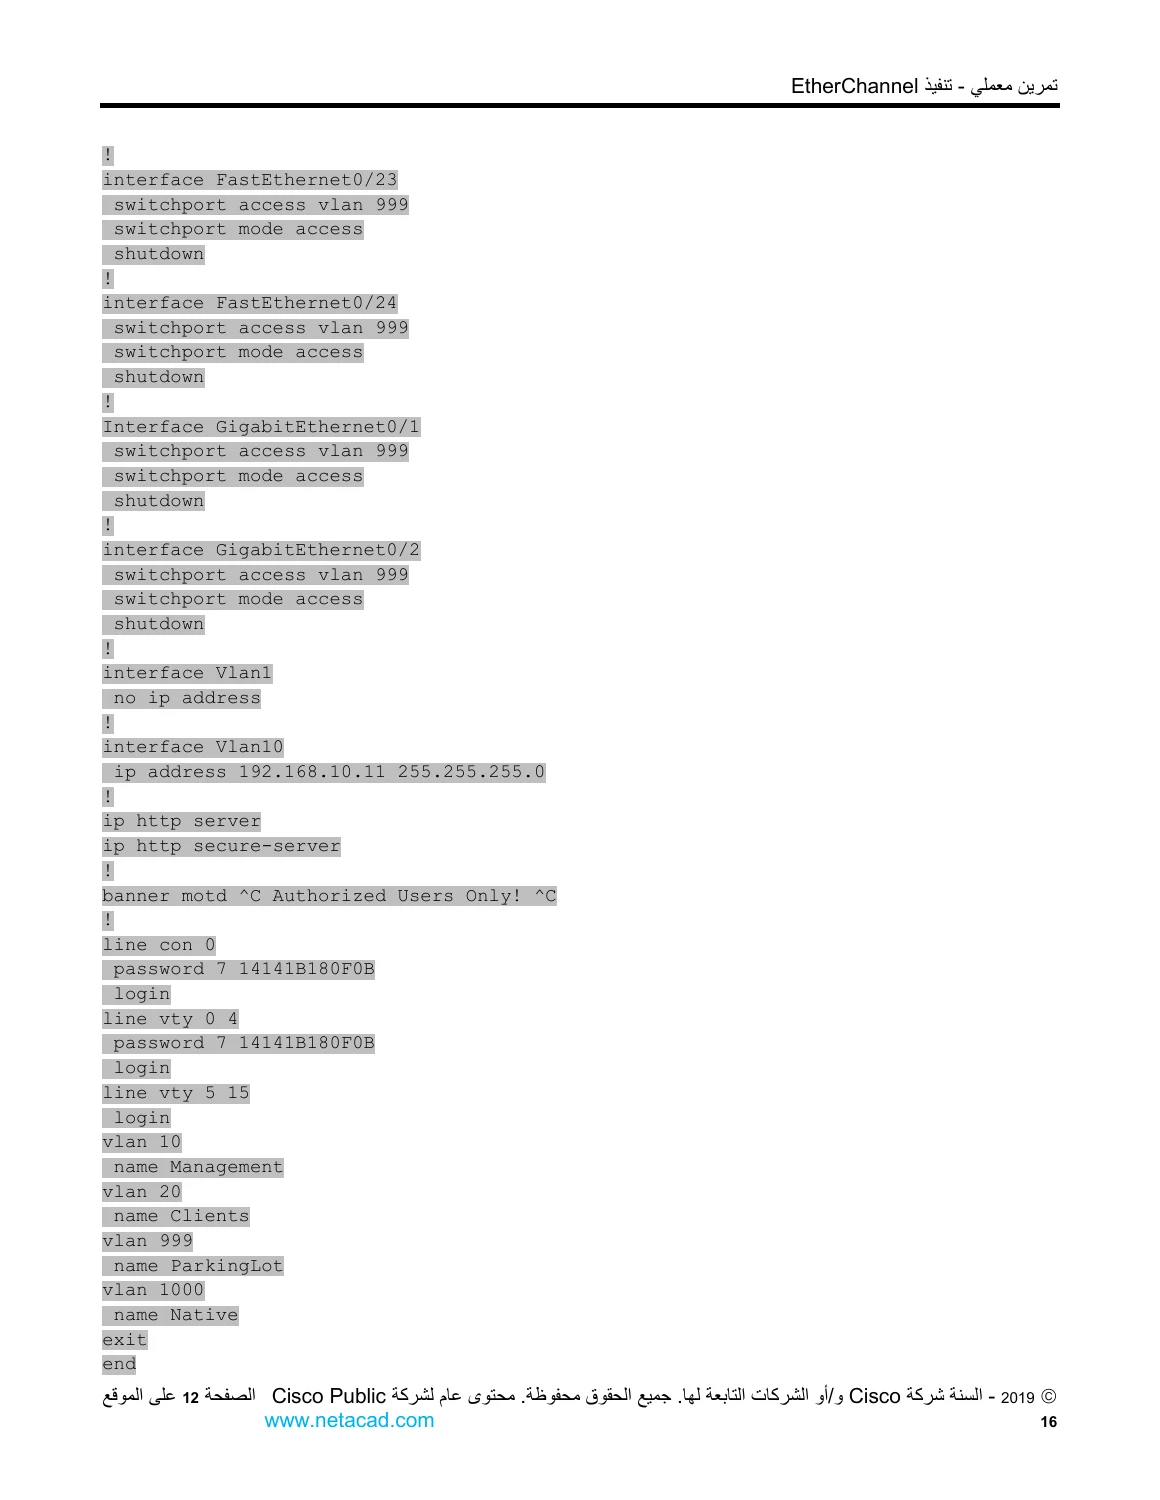 تمرين معملي - تنفيذ EtherChannel
!
interface FastEthernet0/23
 switchport access vlan 999
 switchport mode access
 shutdown
!
interface FastEthernet0/24
 switchport access vlan 999
 switchport mode access
 shutdown
!
Interface GigabitEthernet0/1
 switchport access vlan 999
 switchport mode access
 shutdown
!
interface GigabitEthernet0/2
 switchport access vlan 999
 switchport mode access
 shutdown
!
interface Vlan1
 no ip address
!
interface Vlan10
 ip address 192.168.10.11 255.255.255.0
!
ip http server
ip http secure-server
!
banner motd ^C Authorized Users Only! ^C
!
line con 0
 password 7 14141B180F0B
 login
line vty 0 4
 password 7 14141B180F0B
 login
line vty 5 15
 login
vlan 10
 name Management
vlan 20
 name Clients
vlan 999
 name ParkingLot
vlan 1000
 name Native
exit
end
© 2019 - السنة شركة Cisco و/أو الشركات التابعة لها. جميع الحقوق محفوظة. محتوى عام لشركة Cisco Public الصفحة 12 على الموقع
16 www.netacad.com